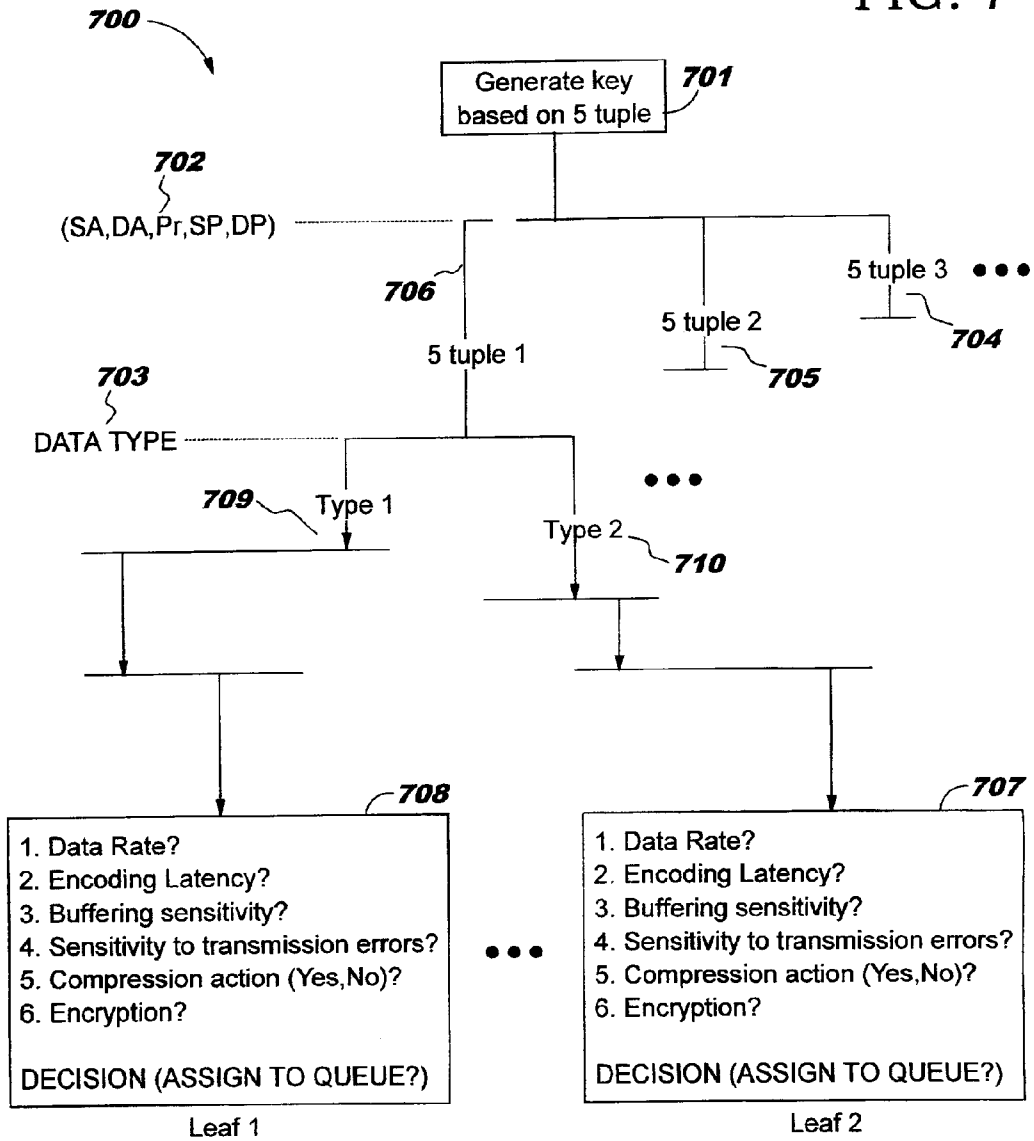 FIG. 7
700
Generate key
based on 5 tuple
701
702
(SA,DA,Pr,SP,DP)
706
5 tuple 1
5 tuple 2
705
5 tuple 3
704
703
DATA TYPE
709
Type 1
Type 2
710
708
1. Data Rate?
2. Encoding Latency?
3. Buffering sensitivity?
4. Sensitivity to transmission errors?
5. Compression action (Yes,No)?
6. Encryption?
DECISION (ASSIGN TO QUEUE?)
Leaf 1
707
1. Data Rate?
2. Encoding Latency?
3. Buffering sensitivity?
4. Sensitivity to transmission errors?
5. Compression action (Yes,No)?
6. Encryption?
DECISION (ASSIGN TO QUEUE?)
Leaf 2